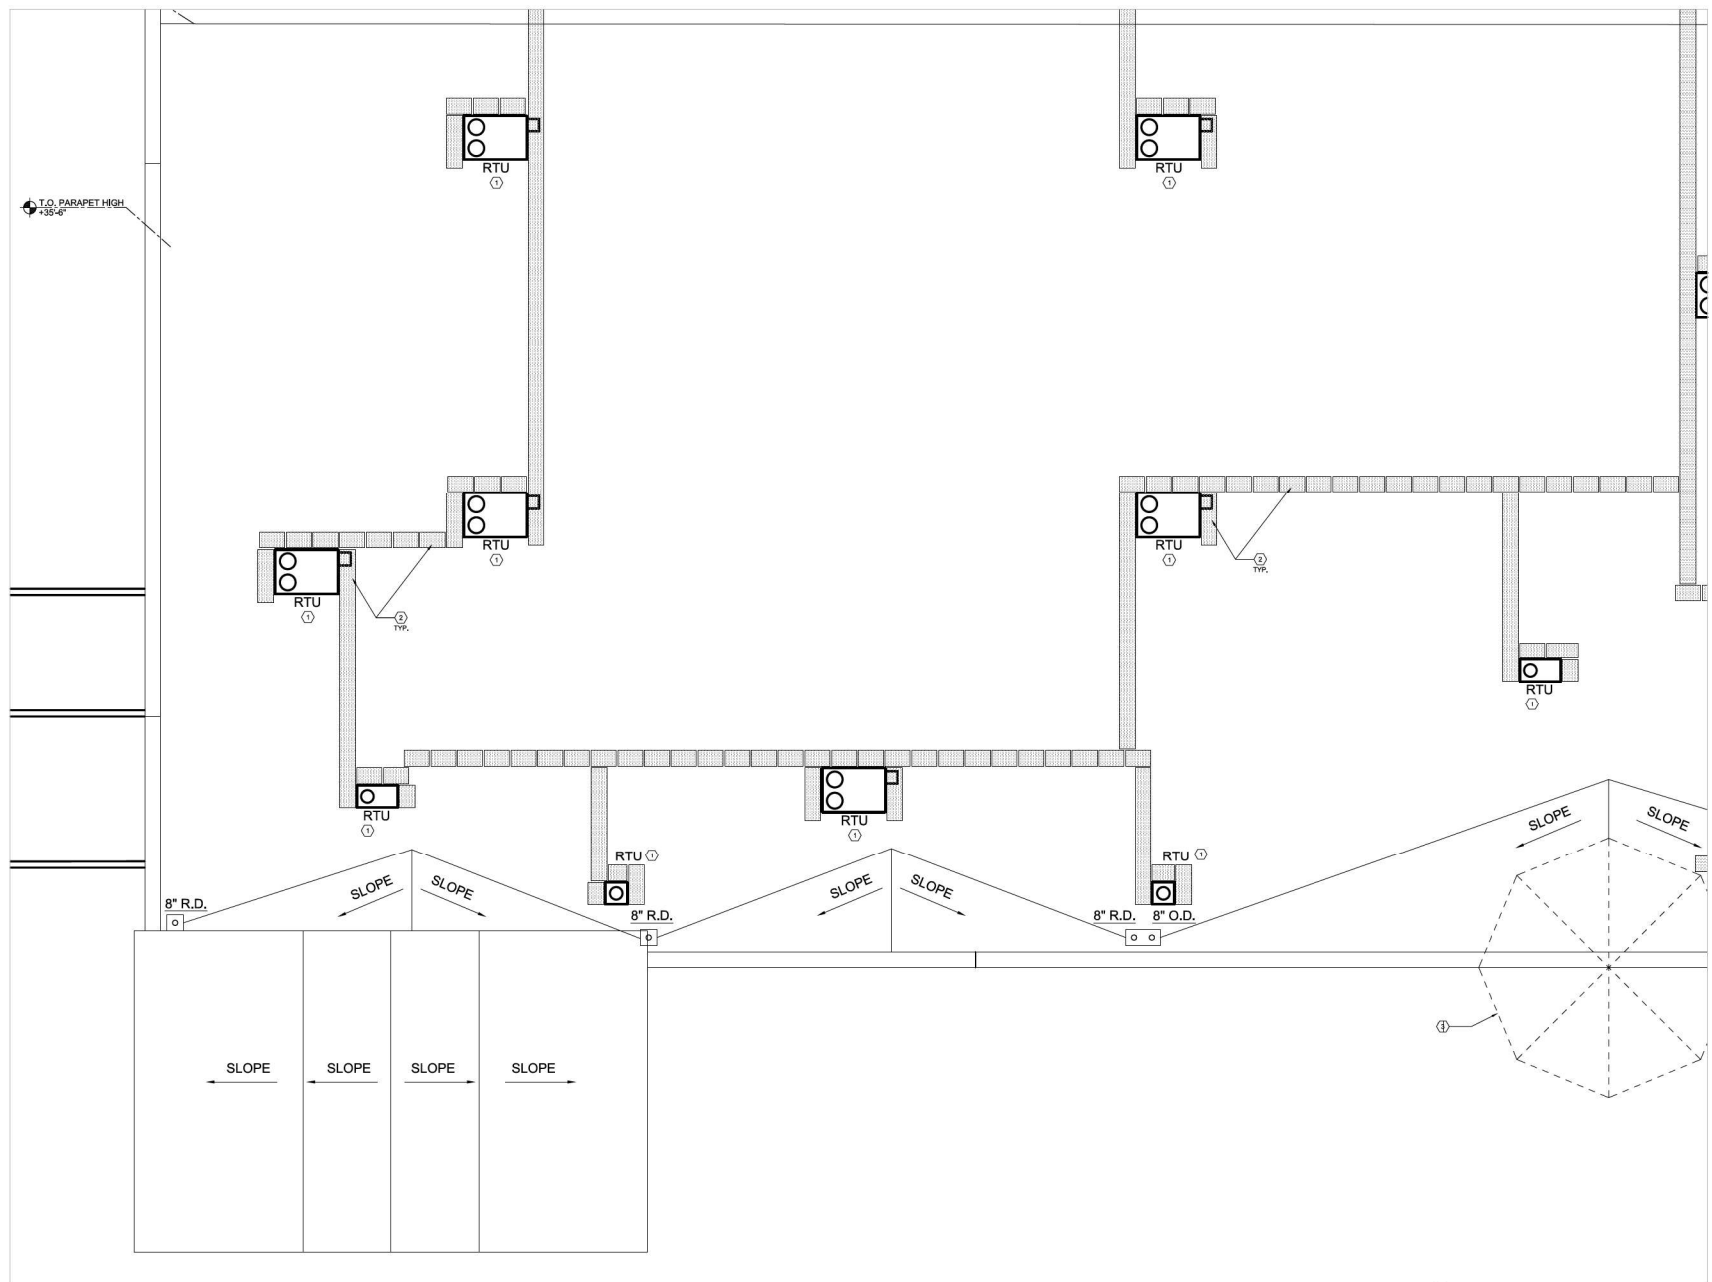 RTU
1
RTU
1
T.O. PARAPET HIGH
+35'-6"
RTU
1
RTU
1
2
TYP.
RTU
1
2
TYP.
RTU
1
RTU
1
RTU
1
SLOPE
SLOPE
RTU 1
RTU 1
SLOPE
SLOPE
SLOPE
SLOPE
8" R.D.
8" R.D.
8" R.D.
8" O.D.
3
SLOPE
SLOPE
SLOPE
SLOPE